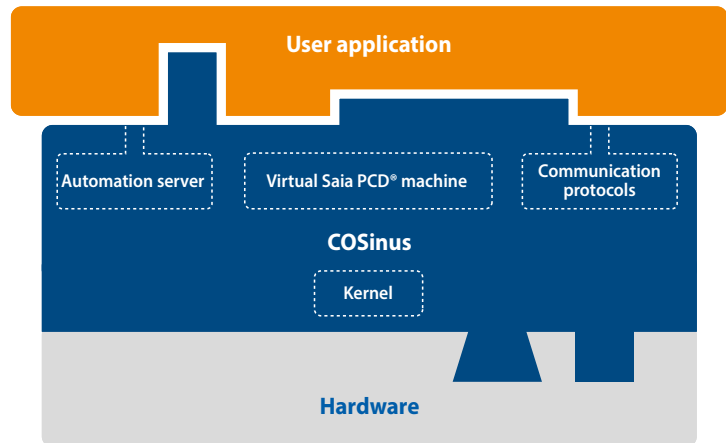 User application
Automation server
Virtual Saia PCD® machine
Communication
protocols
COSinus
Kernel
Hardware